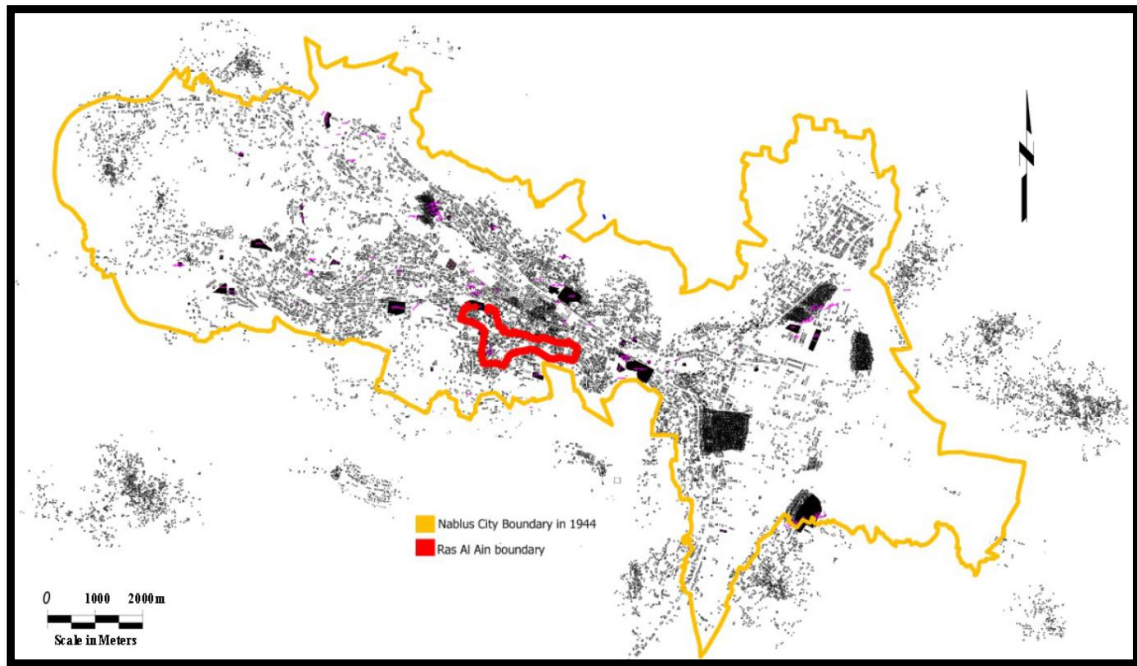 N
Nablus City Boundary in 1944
Ras Al Ain boundary
0 1000 2000m
Scale in Meters